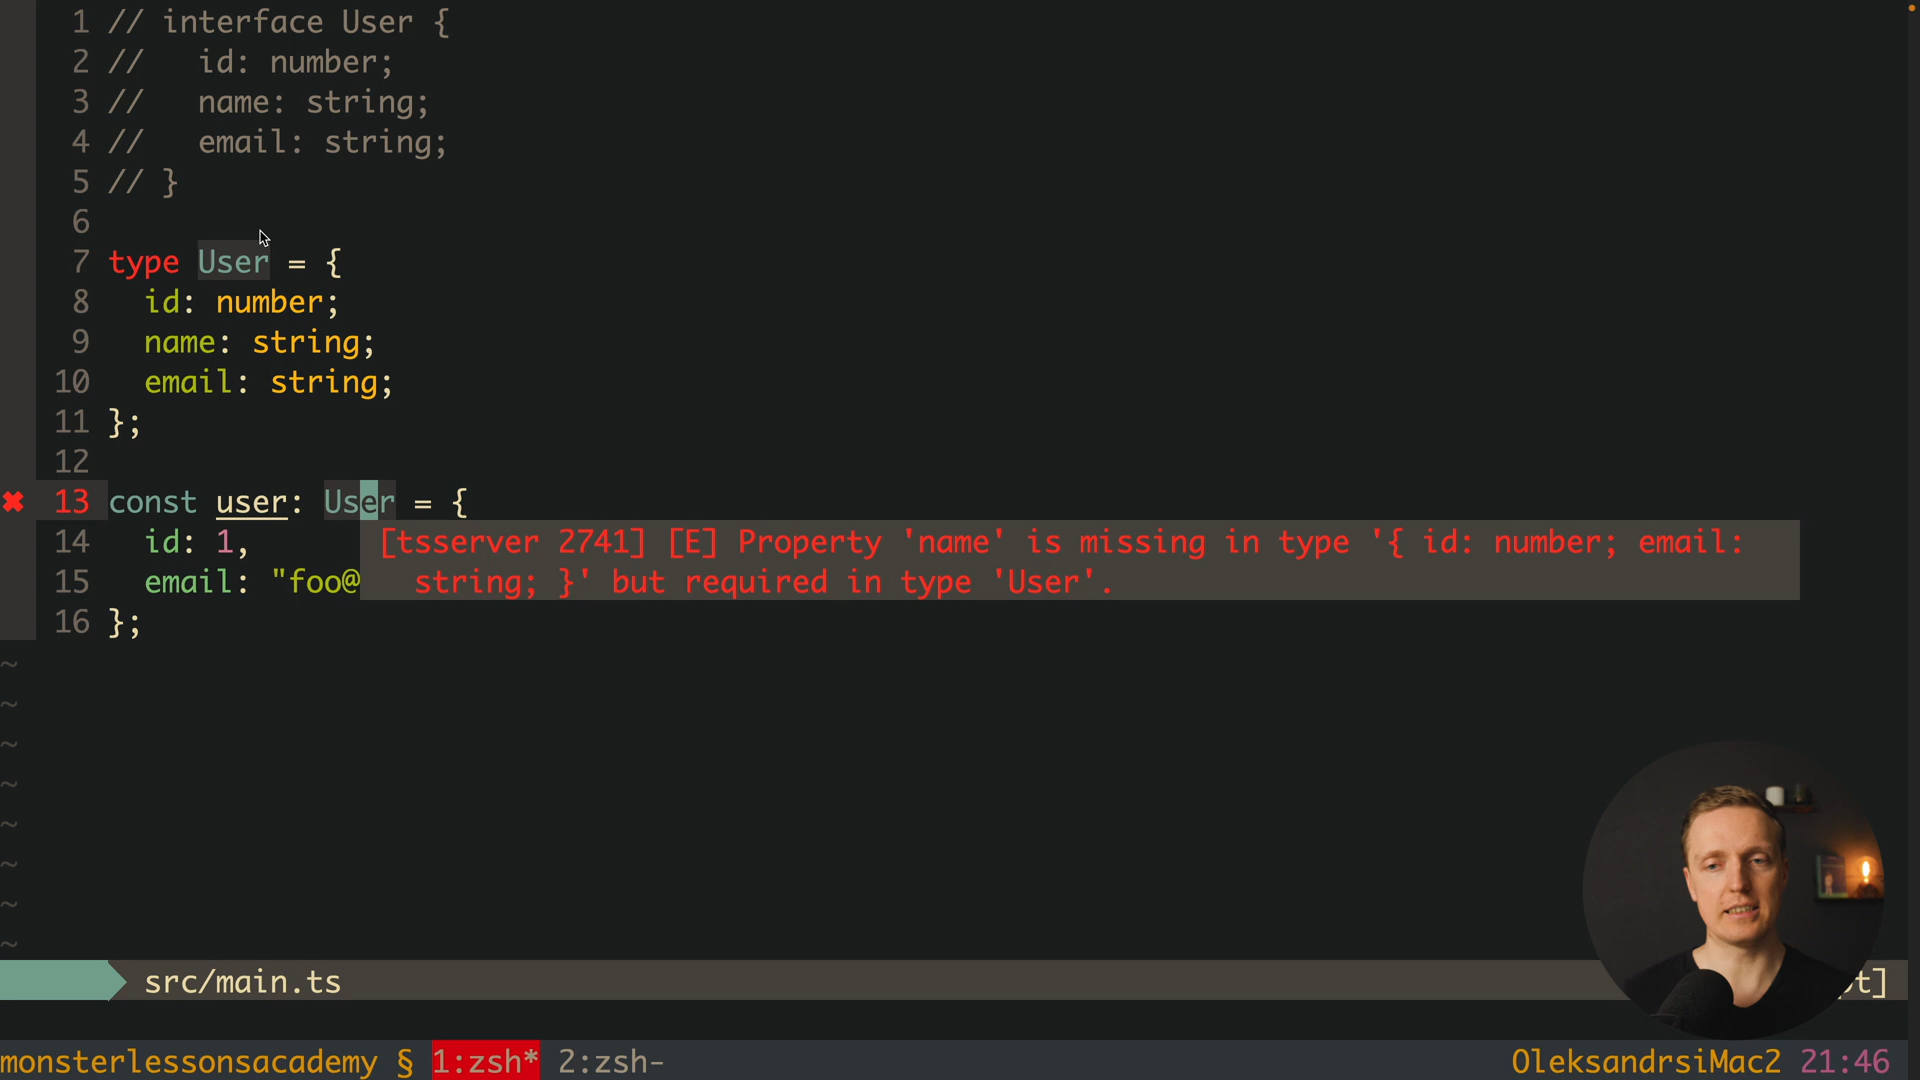 1 // interface User {
2 //   id: number;
3 //   name: string;
4 //   email: string;
5 // }
6
7 type User = {
8   id: number;
9   name: string;
10   email: string;
11 };
12
✖ 13 const user: User = {
14   id: 1,
[tsserver 2741] [E] Property 'name' is missing in type '{ id: number; email:
15   email: "foo@
string; }' but required in type 'User'.
16 };
~
~
~
~
~
~
~
~
src/main.ts
t]
monsterlessonsacademy § 1:zsh* 2:zsh-
OleksandrsiMac2 21:46